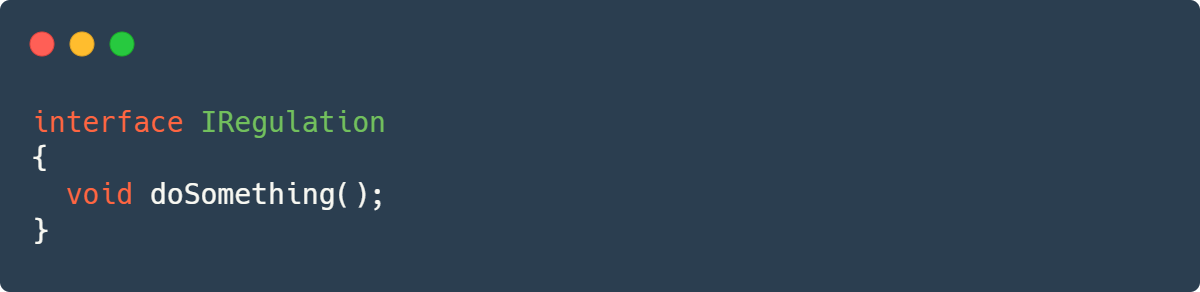 interface IRegulation
{
  void doSomething();
}